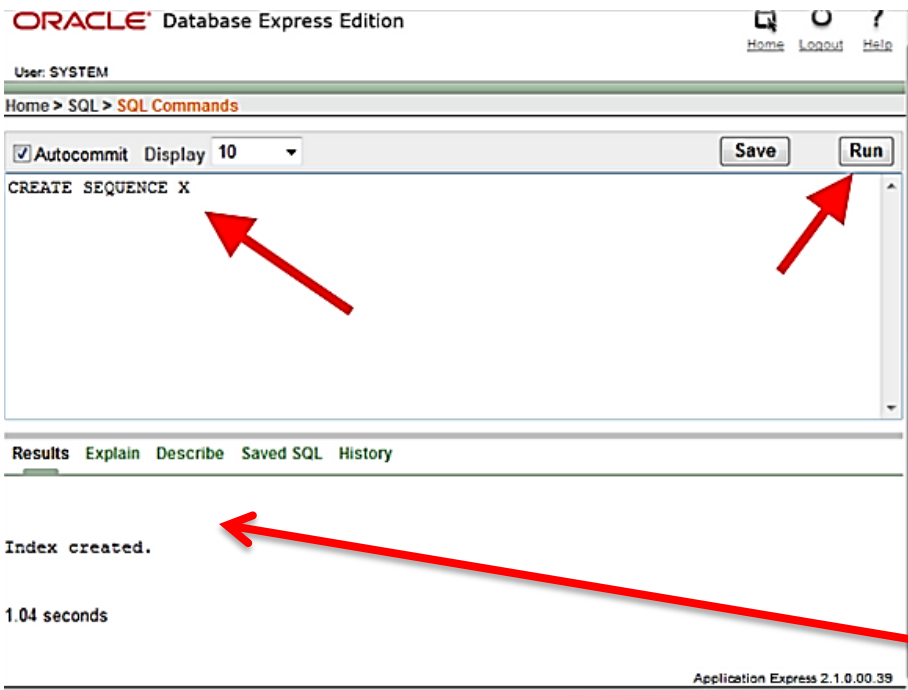 ORACLE Database Express Edition
Home Logout Help
User: SYSTEM
Home > SQL > SQL Commands
Autocommit Display 10 Save Run
CREATE SEQUENCE X
Results Explain Describe Saved SQL History
Index created.
1.04 seconds
Application Express 2.1.0.00.39